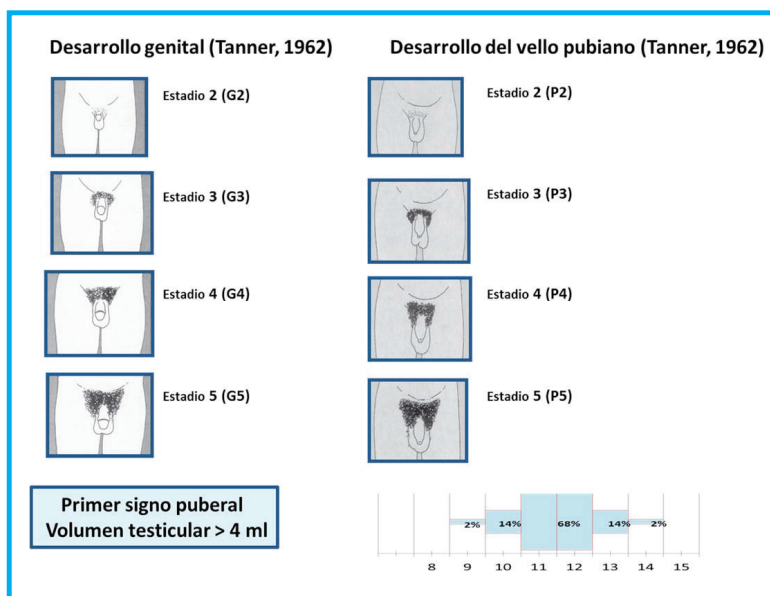 Desarrollo genital (Tanner, 1962)
Estadio 2 (G2)
Estadio 3 (G3)
Estadio 4 (G4)
Estadio 5 (G5)
Primer signo puberal
Volumen testicular > 4 ml
Desarrollo del vello pubiano (Tanner, 1962)
Estadio 2 (P2)
Estadio 3 (P3)
Estadio 4 (P4)
Estadio 5 (P5)
2% 14% 68% 14% 2%
8 9 10 11 12 13 14 15